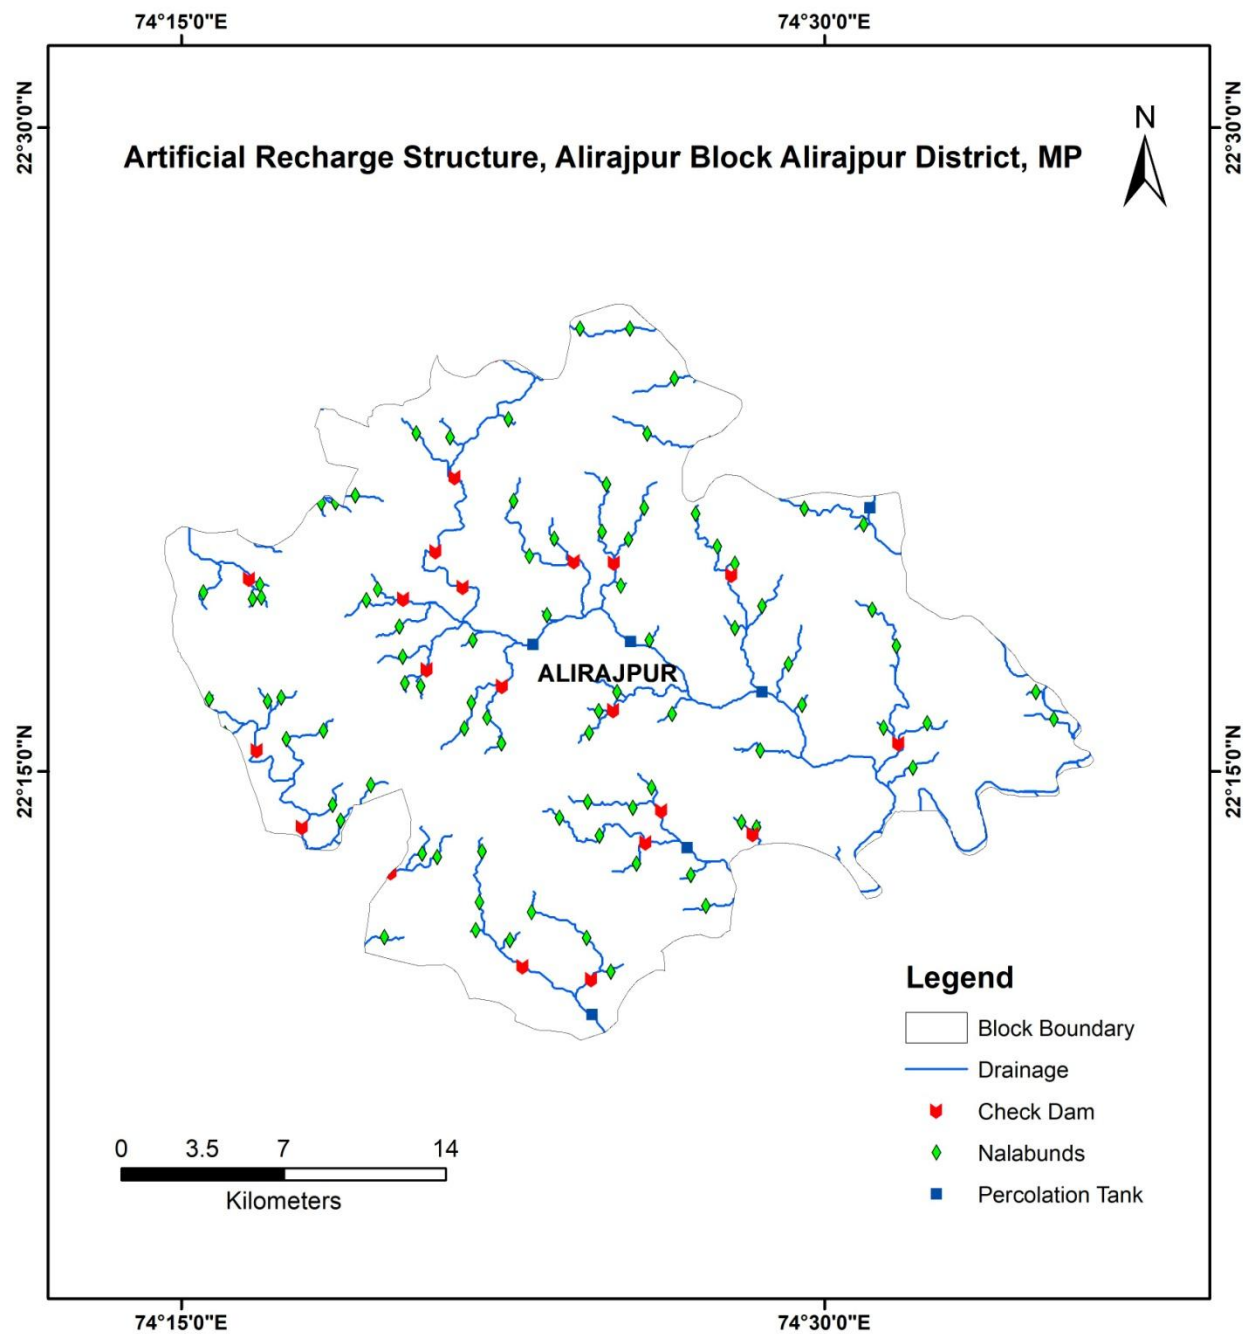 74°15'0"E 74°30'0"E
22°30'0"N 22°30'0"N
N
Artificial Recharge Structure, Alirajpur Block Alirajpur District, MP
ALIRAJPUR
22°15'0"N 22°15'0"N
Legend
Block Boundary
Drainage
Check Dam
Nalabunds
Percolation Tank
0 3.5 7 14
Kilometers
74°15'0"E 74°30'0"E